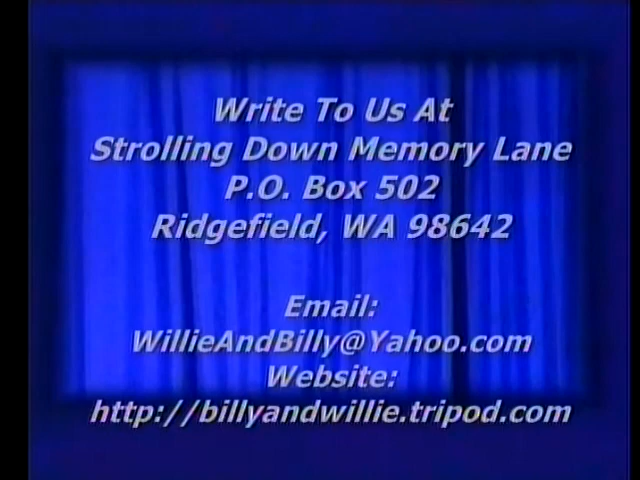 Write To Us At
Strolling Down Memory Lane
P.O. Box 502
Ridgefield, WA 98642
Email:
WillieAndBilly@Yahoo.com
Website:
http://billyandwillie.tripod.com